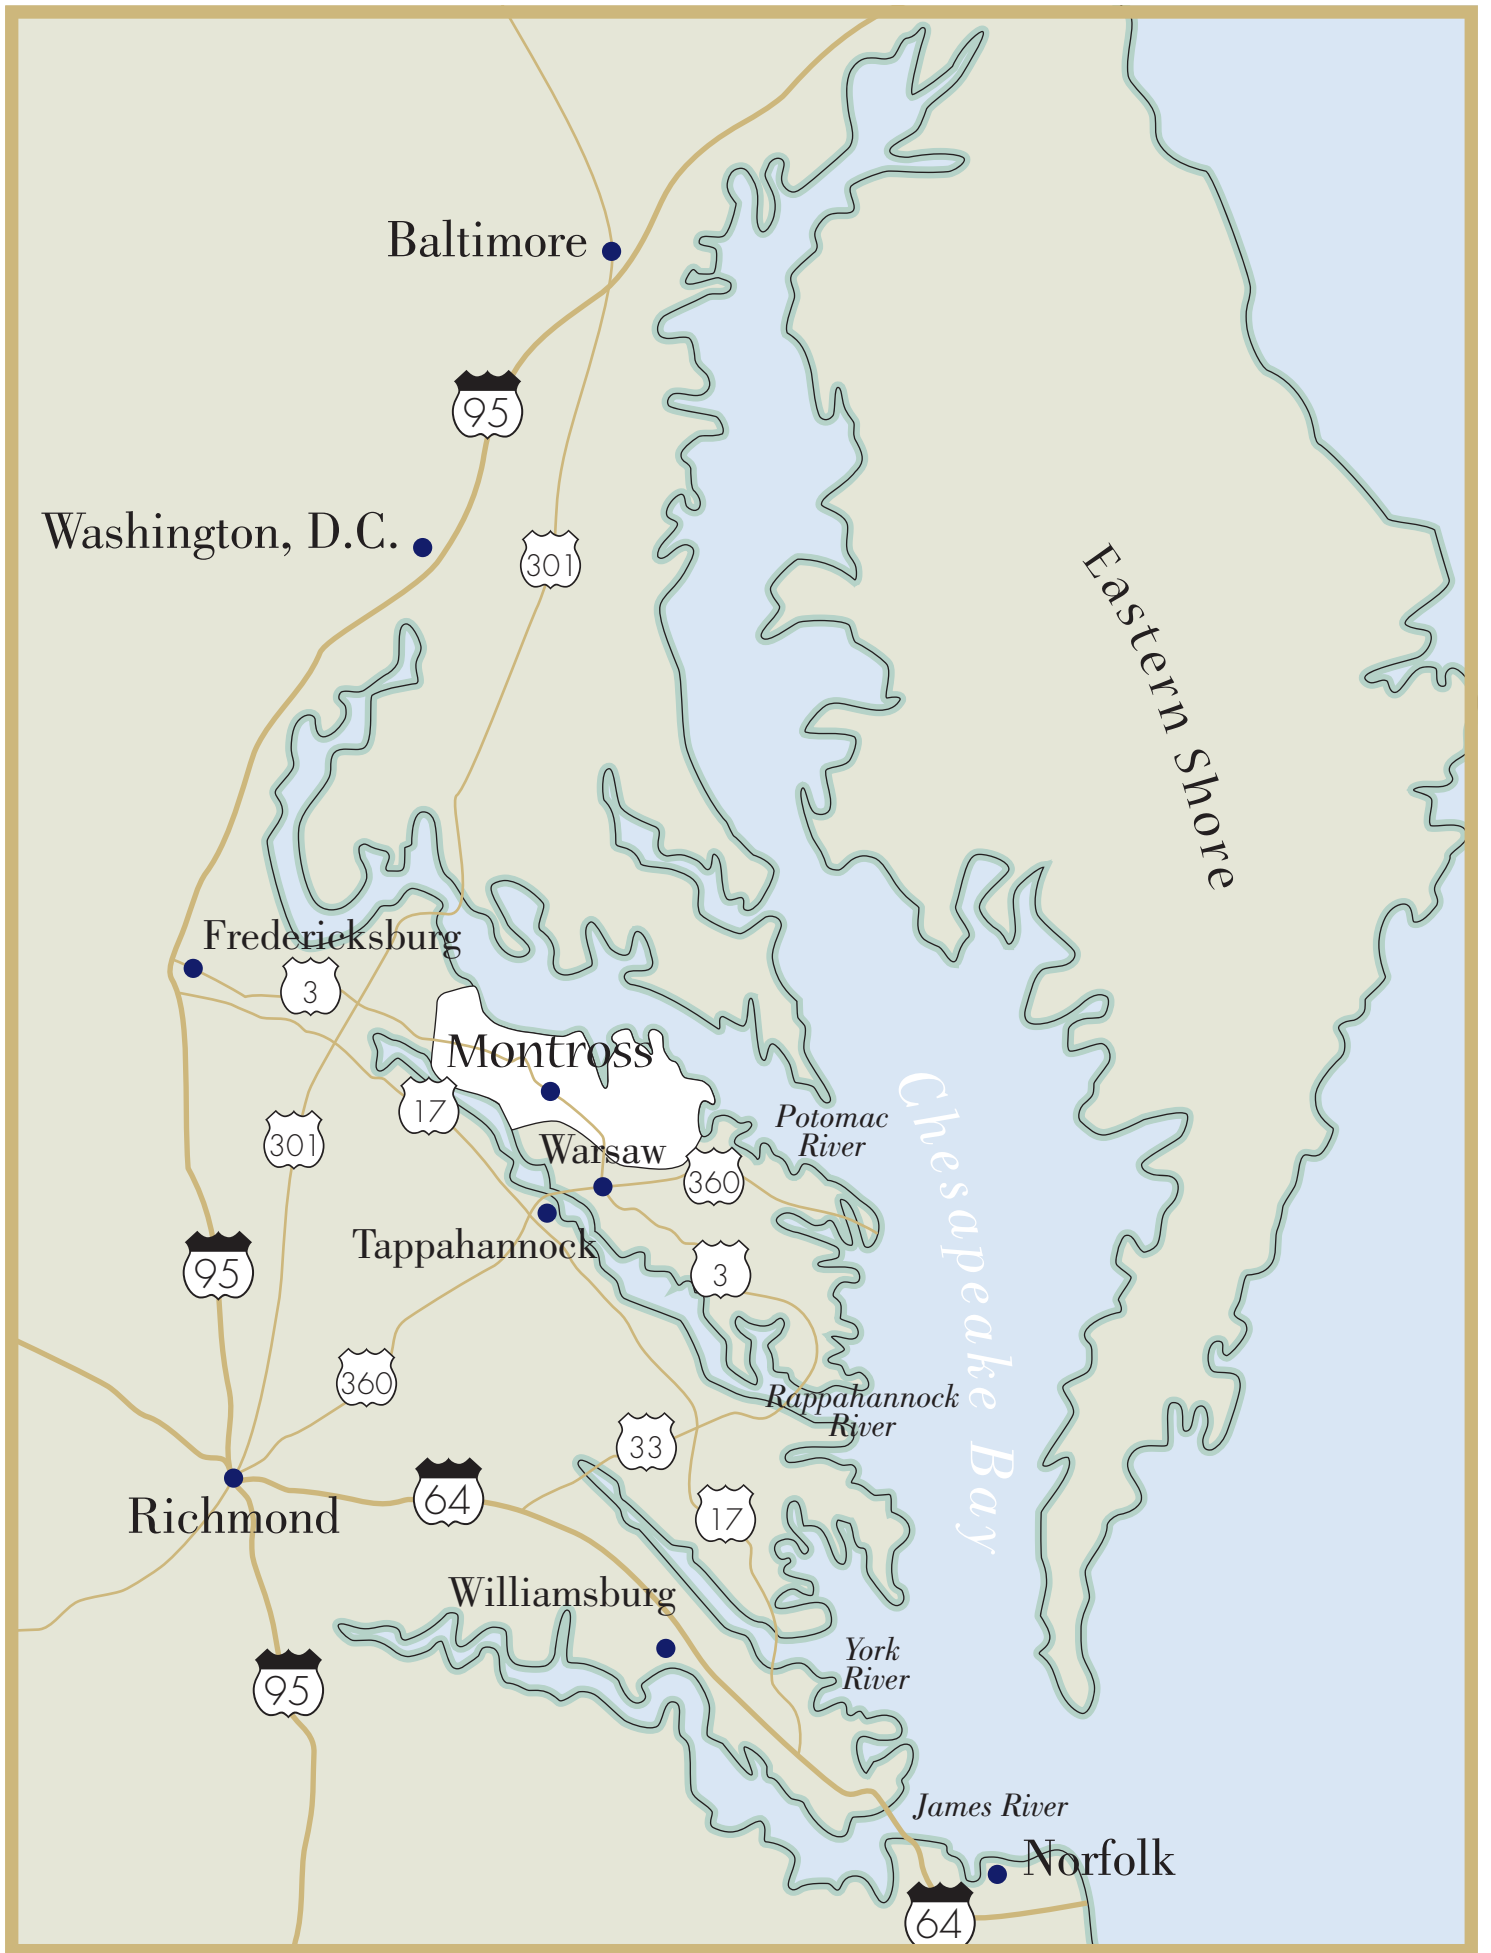 Baltimore
95
Washington, D.C.
301
Eastern Shore
Fredericksburg
3
Montross
17
Potomac
River
Chesapeake Bay
301
Warsaw
360
Tappahannock
95
3
360
Rappahannock
River
33
64
17
Richmond
Williamsburg
York
River
95
James River
Norfolk
64